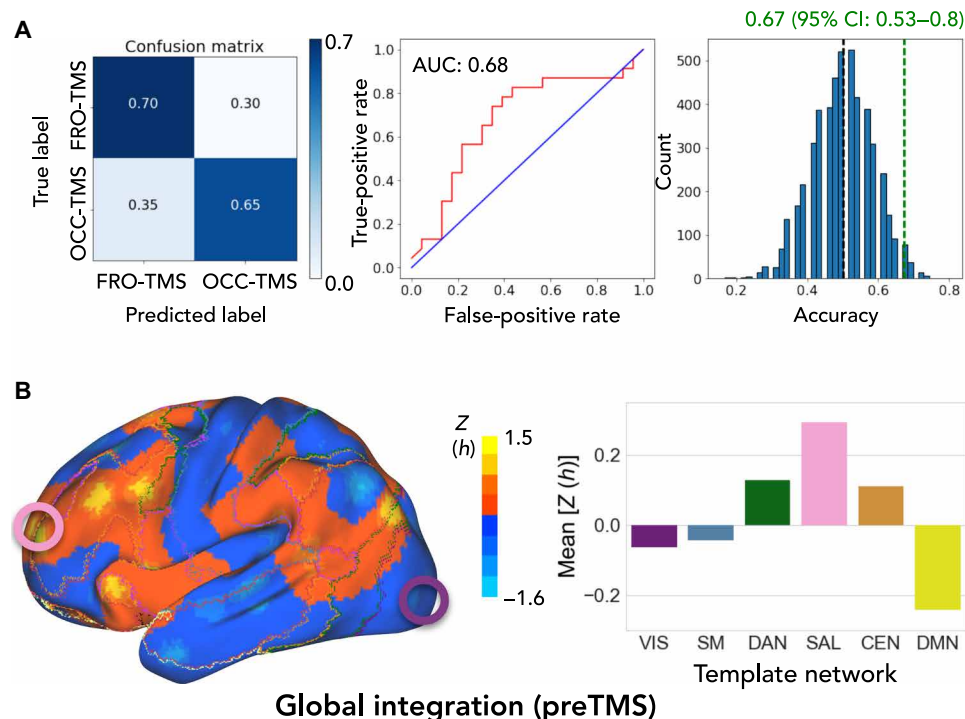 A
0.67 (95% CI: 0.53–0.8)
Confusion matrix
True label
FRO-TMS
OCC-TMS
0.70
0.30
0.35
0.65
FRO-TMS
OCC-TMS
Predicted label
0.7
0.0
AUC: 0.68
True-positive rate
1.0
0.8
0.6
0.4
0.2
0.0
0.0
0.2
0.4
0.6
0.8
1.0
False-positive rate
Count
500
400
300
200
100
0
0.2
0.4
0.6
0.8
Accuracy
B
Z
(h)
1.5
−1.6
Mean [Z (h)]
0.2
0.0
−0.2
VIS
SM
DAN
SAL
CEN
DMN
Template network
Global integration (preTMS)